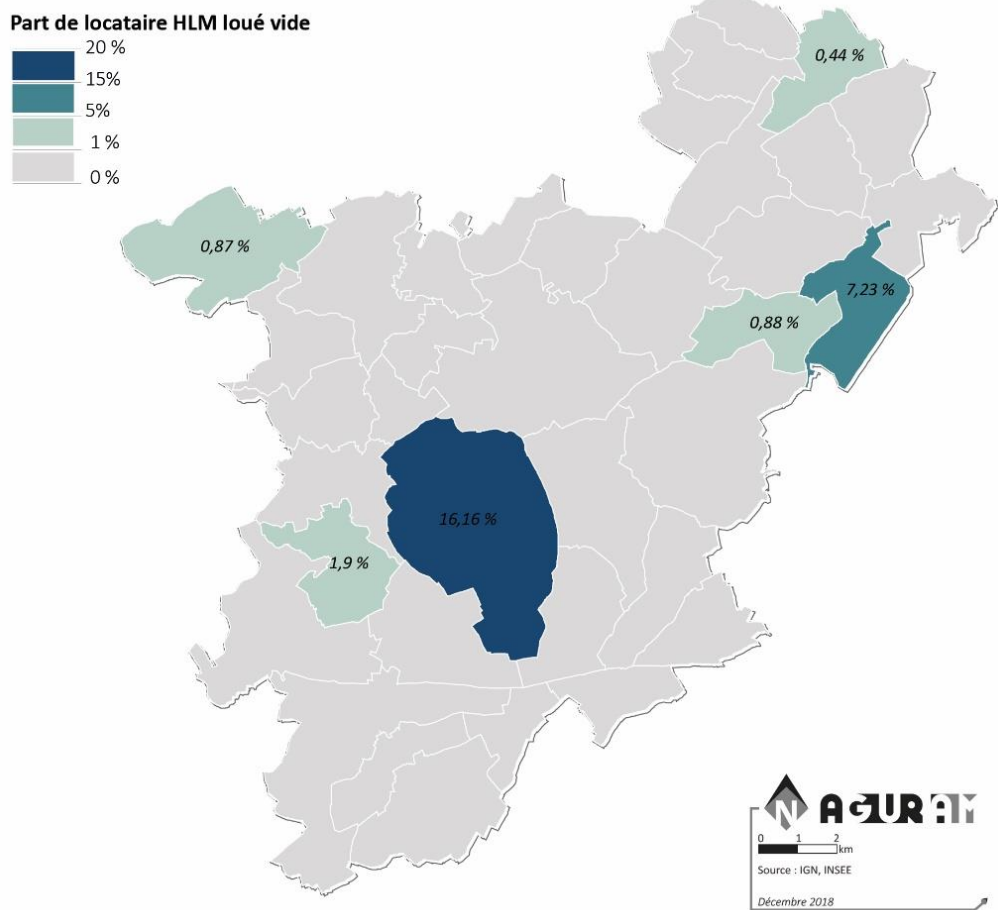 Part de locataire HLM loué vide
20 %
15%
5%
1 %
0 %
0,44 %
0,87 %
7,23 %
0,88 %
16,16 %
1,9 %
N AGURAM
0 1 2
km
Source : IGN, INSEE
Décembre 2018